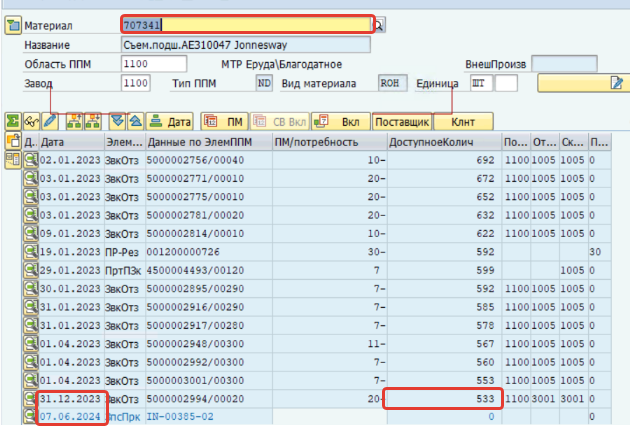 Материал 707341
Название Съем.подш.AE310047 Jonnesway
Область ППМ 1100 МТР Еруда\Благодатное ВнешПроизв
Завод 1100 Тип ППМ ND Вид материала ROH Единица ШТ
Дата ПМ СВ Вкл Вкл Поставщик Клнт
Д.. Дата Элем... Данные по ЭлемППМ ПМ/потребность ДоступноеКолич По... От... Ск... П...
02.01.2023 ЗвкОтз 5000002756/00040 10- 692 1100 1005 1005 0
03.01.2023 ЗвкОтз 5000002771/00010 20- 672 1100 1005 1005 0
03.01.2023 ЗвкОтз 5000002775/00010 20- 652 1100 1005 1005 0
03.01.2023 ЗвкОтз 5000002781/00020 20- 632 1100 1005 1005 0
09.01.2023 ЗвкОтз 5000002814/00010 10- 622 1100 1005 1005 0
19.01.2023 ПР-Рез 001200000726 30- 592 30
29.01.2023 ПртПЗк 4500004493/00120 7 599 1005 0
30.01.2023 ЗвкОтз 5000002895/00290 7- 592 1100 1005 1005 0
31.01.2023 ЗвкОтз 5000002916/00290 7- 585 1100 1005 1005 0
31.01.2023 ЗвкОтз 5000002917/00280 7- 578 1100 1005 1005 0
01.04.2023 ЗвкОтз 5000002948/00300 11- 567 1100 1005 1005 0
01.04.2023 ЗвкОтз 5000002992/00300 7- 560 1100 1005 1005 0
01.04.2023 ЗвкОтз 5000003001/00300 7- 553 1100 1005 1005 0
31.12.2023 ЗвкОтз 5000002994/00020 20- 533 1100 3001 3001 0
07.06.2024 ЗпсПрк IN-00385-02 0 0